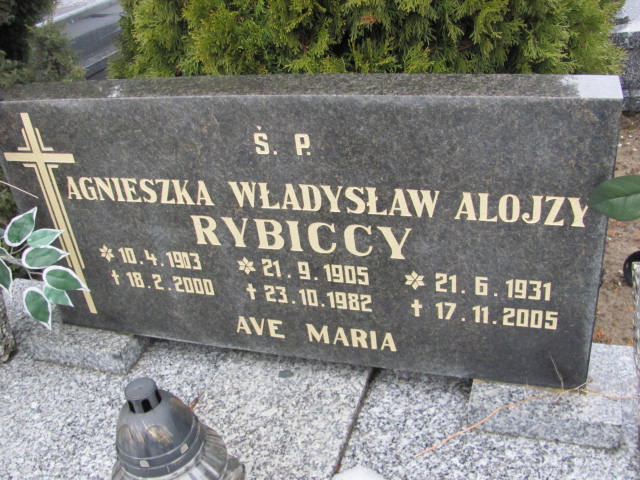 Ś. P.
AGNIESZKA WŁADYSŁAW ALOJZY
RYBICCY
10.4.1903 21.9.1905 21.6.1931
† 18.2.2000 † 23.10.1982 † 17.11.2005
AVE MARIA